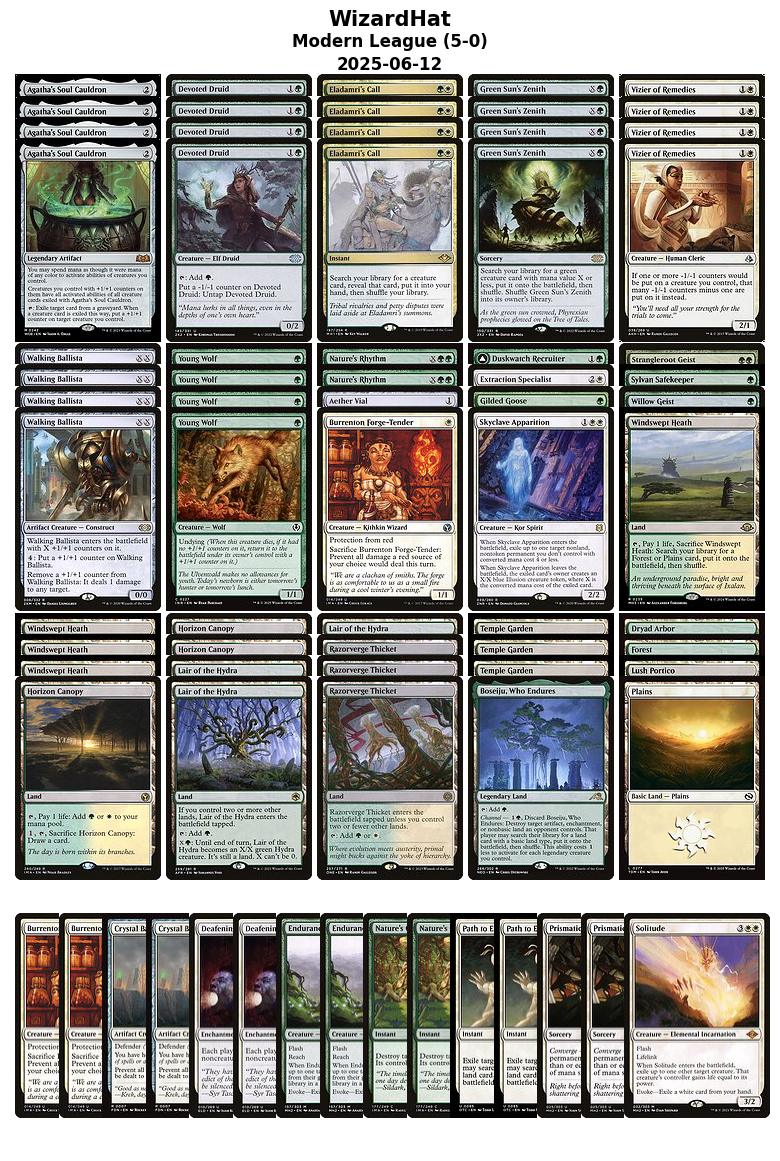 WizardHat
Modern League (5-0)
2025-06-12
Agatha's Soul Cauldron
Agatha's Soul Cauldron
Agatha's Soul Cauldron
Agatha's Soul Cauldron
Legendary Artifact
You may spend mana as though it were mana
of any color to activate abilities of creatures you
control.
Creatures you control with +1/+1 counters on
them have all activated abilities of all creature
cards exiled with Agatha's Soul Cauldron.
Devoted Druid
Devoted Druid
Devoted Druid
Devoted Druid
Creature — Elf Druid
: Add
Put a -1/-1 counter on Devoted
Druid: Untap Devoted Druid.
"Mana lurks in all things, even in the
depths of one's own heart."
0/2
Eladamri's Call
Eladamri's Call
Eladamri's Call
Eladamri's Call
Instant
Search your library for a creature
card, reveal that card, put it into your
hand, then shuffle your library.
Tribal rivalries and petty disputes were
laid aside at Eladamri's summons.
Green Sun's Zenith
Green Sun's Zenith
Green Sun's Zenith
Green Sun's Zenith
Sorcery
Search your library for a green
creature card with mana value X or
less, put it onto the battlefield, then
shuffle. Shuffle Green Sun's Zenith
into its owner's library.
As the green sun crowned, Phyrexian
prophecies glowed on the Tree of Tales.
Vizier of Remedies
Vizier of Remedies
Vizier of Remedies
Vizier of Remedies
Creature — Human Cleric
If one or more -1/-1 counters would
be put on a creature you control, that
many -1/-1 counters minus one are
put on it instead.
"You'll need all your strength for the
trials to come."
2/1
Walking Ballista
Walking Ballista
Walking Ballista
Walking Ballista
Artifact Creature — Construct
Walking Ballista enters the battlefield
with X +1/+1 counters on it.
4: Put a +1/+1 counter on Walking
Ballista.
Remove a +1/+1 counter from
Walking Ballista: It deals 1 damage
to any target.
0/0
Young Wolf
Young Wolf
Young Wolf
Young Wolf
Creature — Wolf
Undying (When this creature dies, if it had
no +1/+1 counters on it, return it to the
battlefield under its owner's control with a
+1/+1 counter on it.)
The Ulvenwald makes no allowances for
youth. Today's newborn is either tomorrow's
hunter or tomorrow's lunch.
1/1
Nature's Rhythm
Nature's Rhythm
Aether Vial
Burrenton Forge-Tender
Creature — Kithkin Wizard
Protection from red
Sacrifice Burrenton Forge-Tender:
Prevent all damage a red source of
your choice would deal this turn.
"We are a clachan of smiths. The forge
is as comfortable to us as a small fire
during a cool winter's evening."
1/1
Duskwatch Recruiter
Extraction Specialist
Gilded Goose
Skyclave Apparition
Creature — Kor Spirit
When Skyclave Apparition enters the
battlefield, exile up to one target nonland,
nontoken permanent you don't control with
converted mana cost 4 or less.
When Skyclave Apparition leaves the
battlefield, the exiled card's owner creates an
X/X blue Illusion creature token, where X is
the converted mana cost of the exiled card.
2/2
Strangleroot Geist
Sylvan Safekeeper
Willow Geist
Windswept Heath
Land
, Pay 1 life, Sacrifice Windswept
Heath: Search your library for a
Forest or Plains card, put it onto the
battlefield, then shuffle.
An undergrowth paradise, bright and
thriving beneath the surface of Ixalan.
Windswept Heath
Windswept Heath
Windswept Heath
Horizon Canopy
Land
, Pay 1 life: Add or to your
mana pool.
1, , Sacrifice Horizon Canopy:
Draw a card.
The day is born within its branches.
Horizon Canopy
Horizon Canopy
Lair of the Hydra
Lair of the Hydra
Land
If you control two or more other
lands, Lair of the Hydra enters the
battlefield tapped.
: Add
X: Until end of turn, Lair of the
Hydra becomes an X/X green Hydra
creature. It's still a land. X can't be 0.
Lair of the Hydra
Razorverge Thicket
Razorverge Thicket
Razorverge Thicket
Land
Razorverge Thicket enters the
battlefield tapped unless you control
two or fewer other lands.
: Add or
Where evolution meets austerity, primal
might bucks against the yoke of hierarchy.
Temple Garden
Temple Garden
Temple Garden
Boseiju, Who Endures
Legendary Land
: Add
Channel — 1, Discard Boseiju, Who
Endures: Destroy target artifact, enchantment,
or nonbasic land an opponent controls. That
player may search their library for a land
card with a basic land type, put it onto the
battlefield, then shuffle. This ability costs 1
less to activate for each legendary creature
you control.
Dryad Arbor
Forest
Lush Portico
Plains
Basic Land — Plains
Burrento
Burrento
Crystal B
Crystal B
Deafenin
Deafenin
Enduranc
Enduranc
Nature's
Nature's
Path to E
Path to E
Prismatic
Prismatic
Solitude
Creature — Elemental Incarnation
Flash
Lifelink
When Solitude enters the battlefield,
exile up to one other target creature. That
creature's controller gains life equal to its
power.
Evoke—Exile a white card from your hand.
3/2